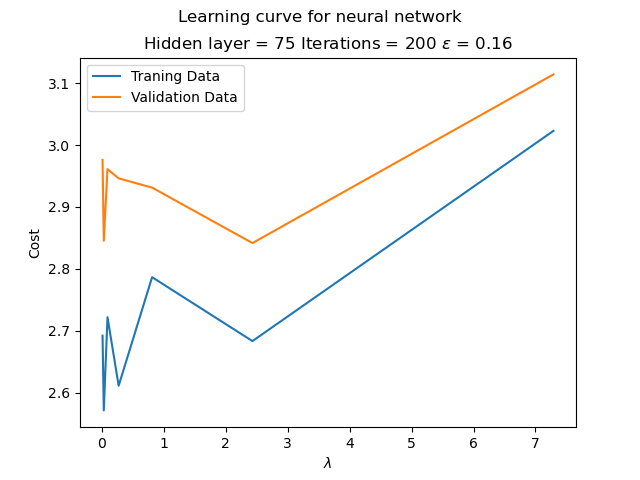 Learning curve for neural network
Hidden layer = 75 Iterations = 200 ε = 0.16
Traning Data
Validation Data
3.1
3.0
2.9
2.8
2.7
2.6
Cost
0 1 2 3 4 5 6 7
λ